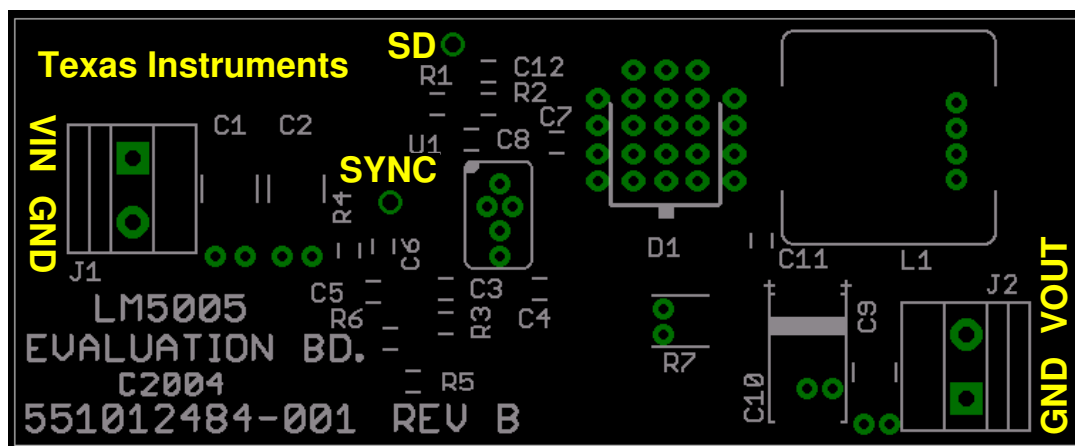 Texas Instruments
SD
R1
C12
R2
C7
C8
U1
SYNC
C1
C2
VIN
GND
J1
R4
C6
C5
R6
C3
R3
C4
R5
D1
R7
C11
L1
C10
C9
J2
GND VOUT
LM5005
EVALUATION BD.
C2004
551012484-001 REV B